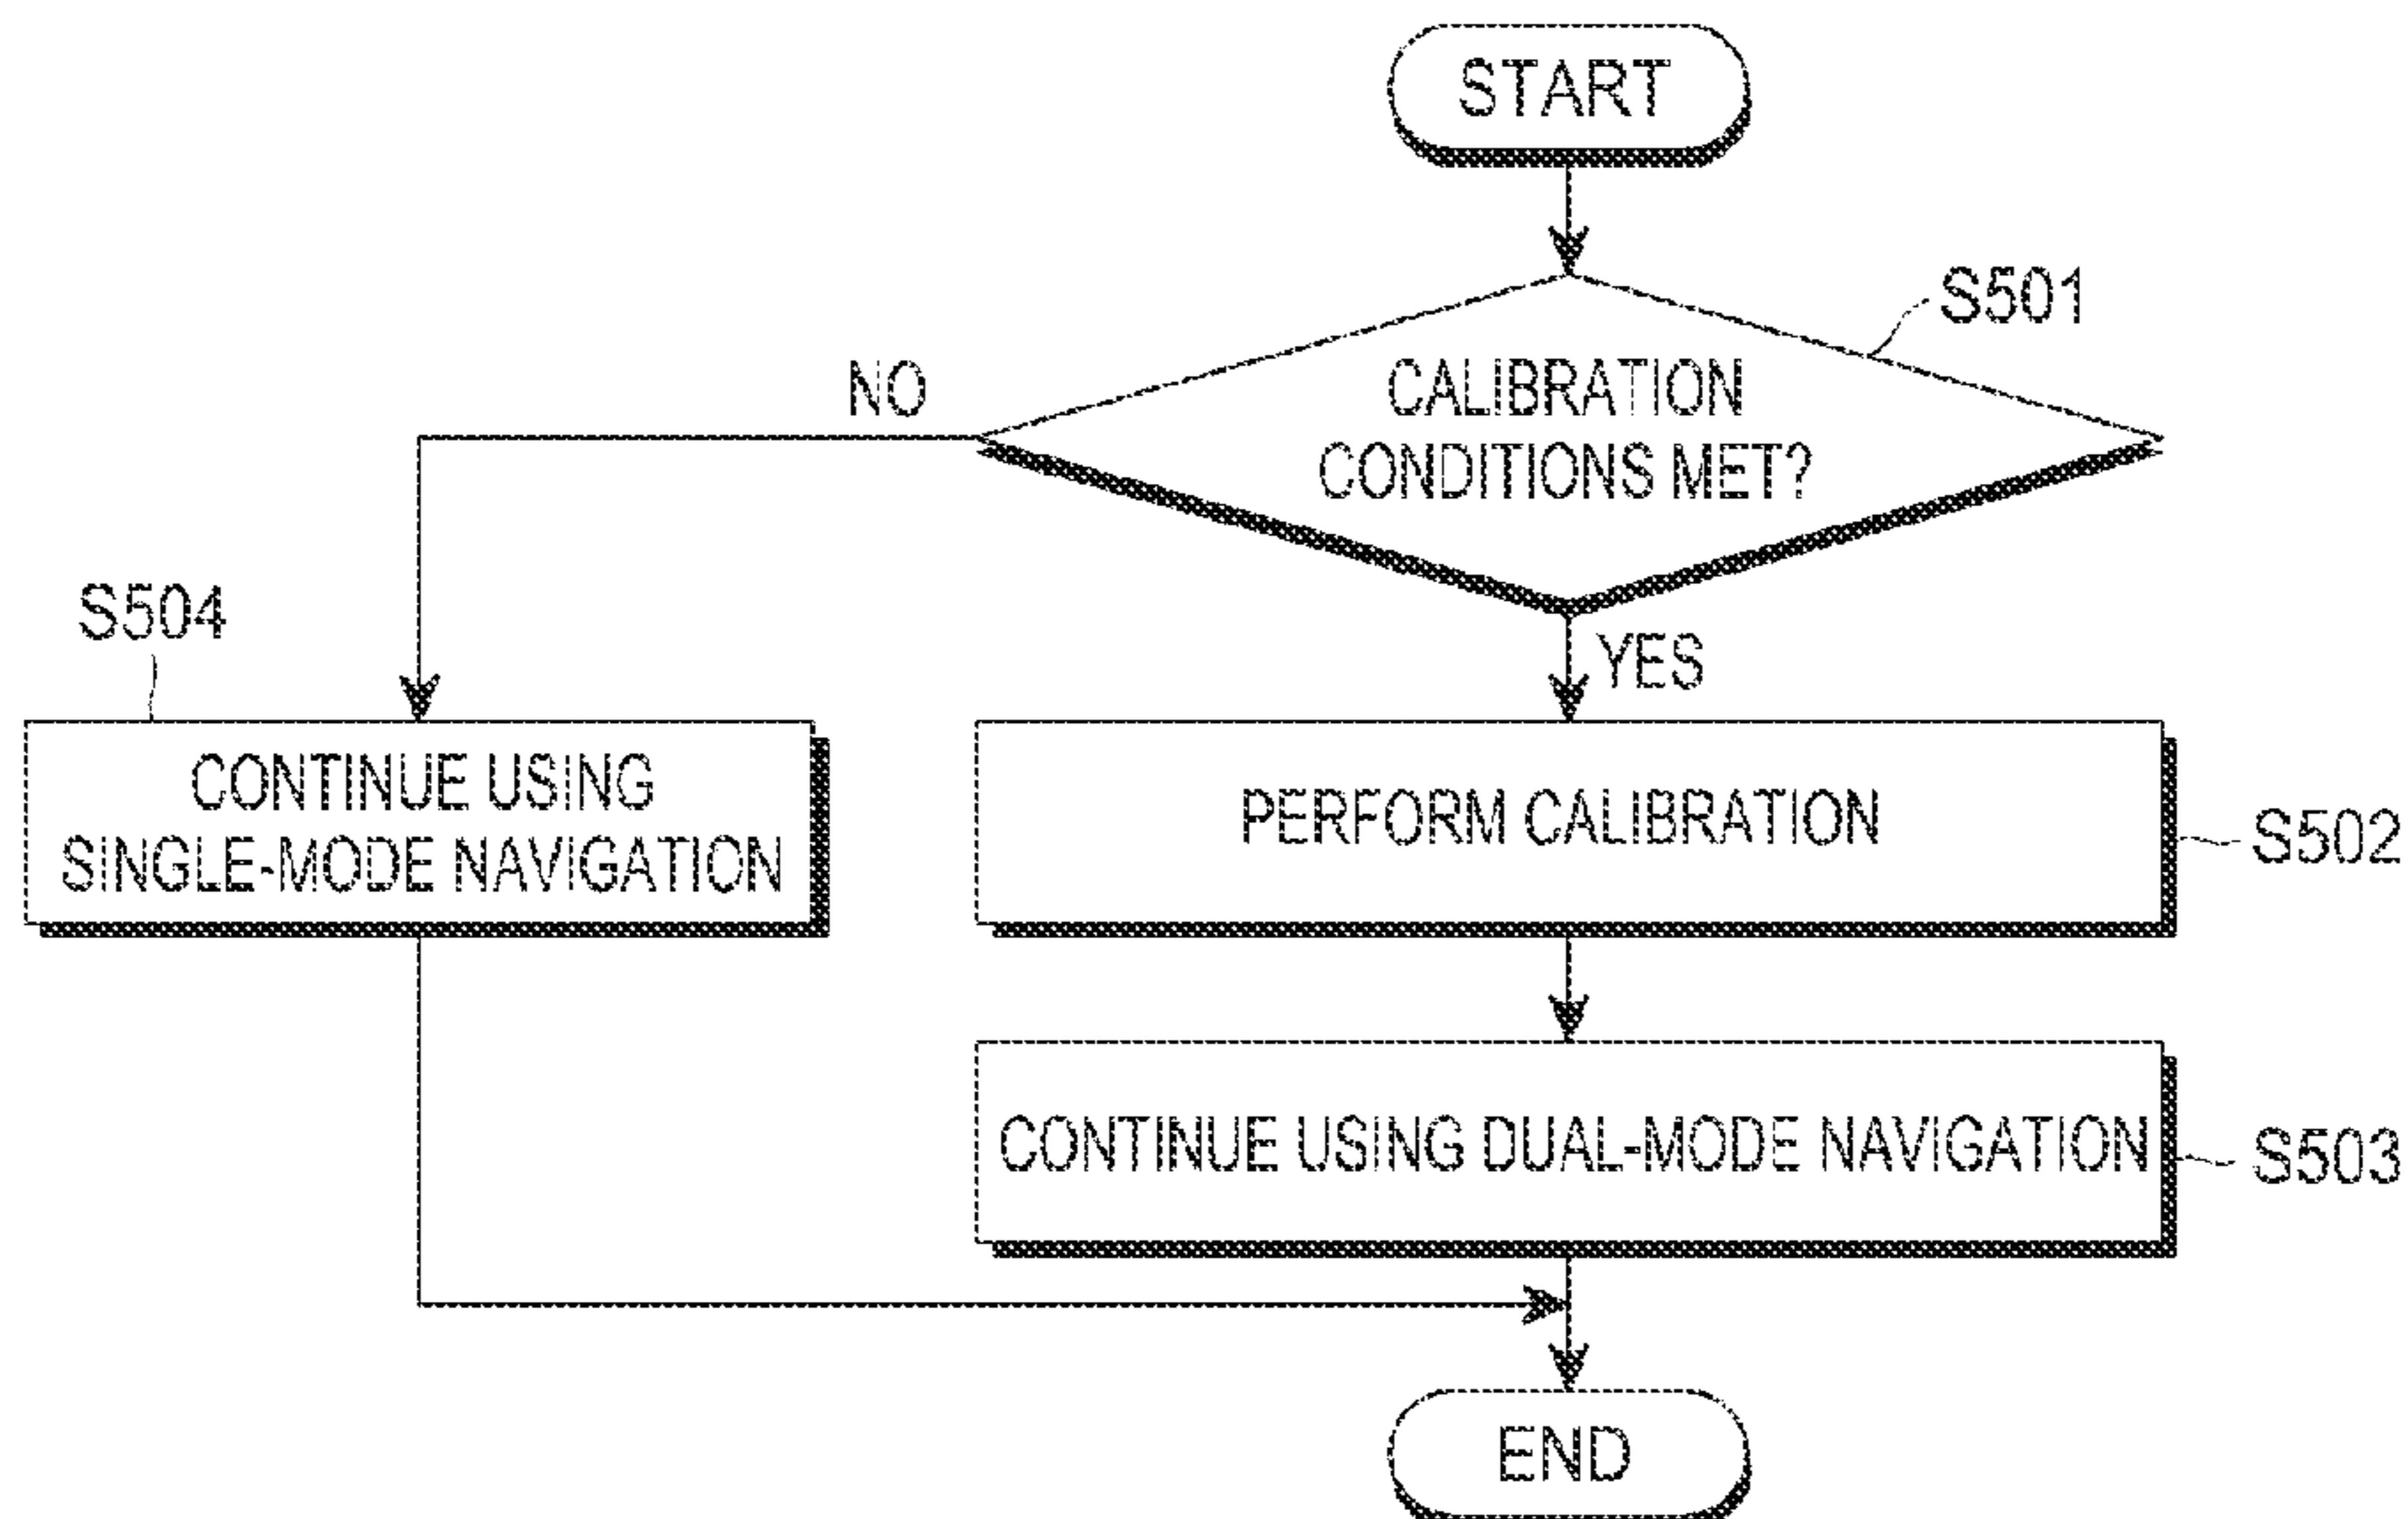 START
S501
NO
CALIBRATION
CONDITIONS MET?
YES
S504
CONTINUE USING
SINGLE-MODE NAVIGATION
PERFORM CALIBRATION
S502
CONTINUE USING DUAL-MODE NAVIGATION
S503
END